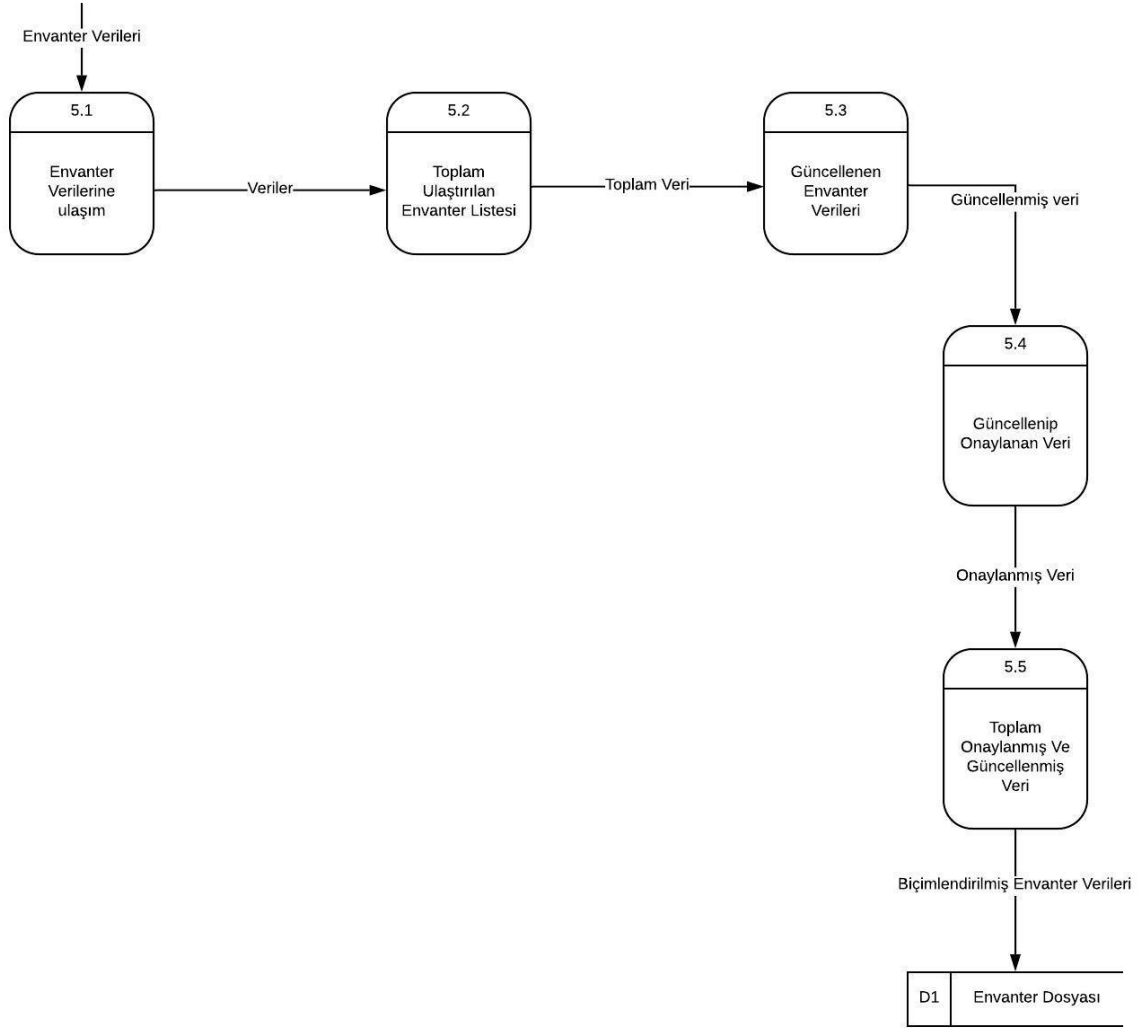 Envanter Verileri
5.1
Envanter
Verilerine
ulaşım
Veriler
5.2
Toplam
Ulaştırılan
Envanter Listesi
Toplam Veri
5.3
Güncellenen
Envanter
Verileri
Güncellenmiş veri
5.4
Güncellenip
Onaylanan Veri
Onaylanmış Veri
5.5
Toplam
Onaylanmış Ve
Güncellenmiş
Veri
Biçimlendirilmiş Envanter Verileri
D1
Envanter Dosyası